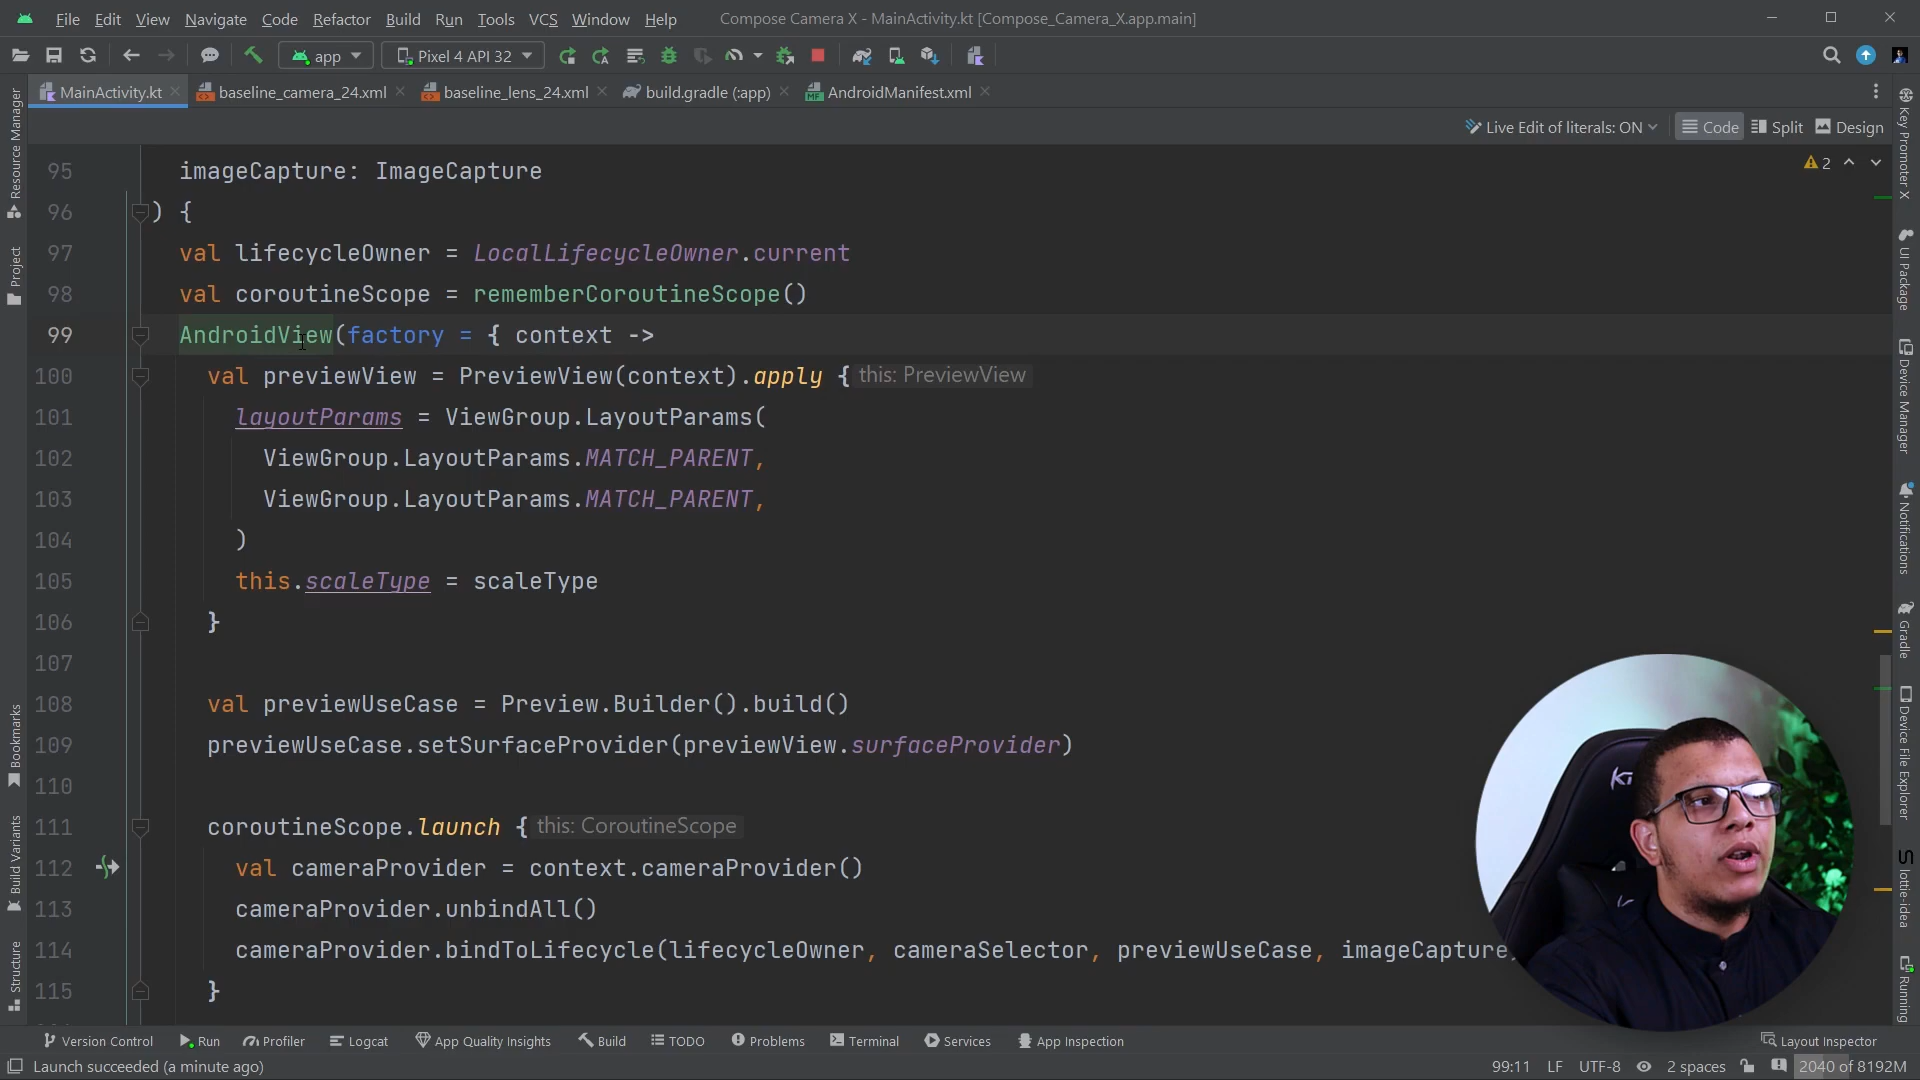 File Edit View Navigate Code Refactor Build Run Tools VCS Window Help Compose Camera X - MainActivity.kt [Compose_Camera_X.app.main]
app Pixel 4 API 32
MainActivity.kt baseline_camera_24.xml baseline_lens_24.xml build.gradle (:app) AndroidManifest.xml
Live Edit of literals: ON Code Split Design
2
95 imageCapture: ImageCapture
96 ) {
97 val lifecycleOwner = LocalLifecycleOwner.current
98 val coroutineScope = rememberCoroutineScope()
99 AndroidView(factory = { context ->
100 val previewView = PreviewView(context).apply { this: PreviewView
101 layoutParams = ViewGroup.LayoutParams(
102 ViewGroup.LayoutParams.MATCH_PARENT,
103 ViewGroup.LayoutParams.MATCH_PARENT,
104 )
105 this.scaleType = scaleType
106 }
107
108 val previewUseCase = Preview.Builder().build()
109 previewUseCase.setSurfaceProvider(previewView.surfaceProvider)
110
111 coroutineScope.launch { this: CoroutineScope
112 val cameraProvider = context.cameraProvider()
113 cameraProvider.unbindAll()
114 cameraProvider.bindToLifecycle(lifecycleOwner, cameraSelector, previewUseCase, imageCapture
115 }
Resource Manager
Project
Bookmarks
Build Variants
Structure
Key Promoter X
UI Package
Device Manager
Notifications
Gradle
Device File Explorer
lottie-idea
Running
Version Control Run Profiler Logcat App Quality Insights Build TODO Problems Terminal Services App Inspection Layout Inspector
Launch succeeded (a minute ago) 99:11 LF UTF-8 2 spaces 2040 of 8192M